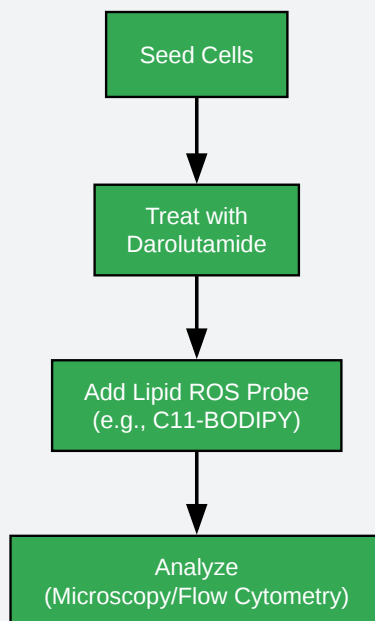 Seed Cells
Treat with
Darolutamide
Add Lipid ROS Probe
(e.g., C11-BODIPY)
Analyze
(Microscopy/Flow Cytometry)